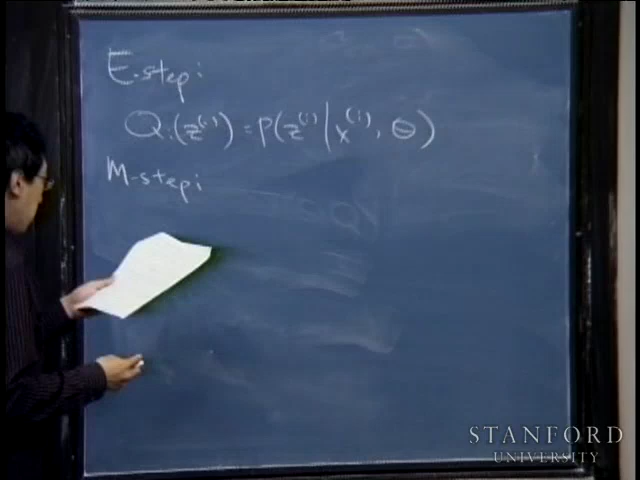 E-step:
Qi(z^(i)) = p(z^(i) | x^(i), Θ)
M-step:
STANFORD
UNIVERSITY